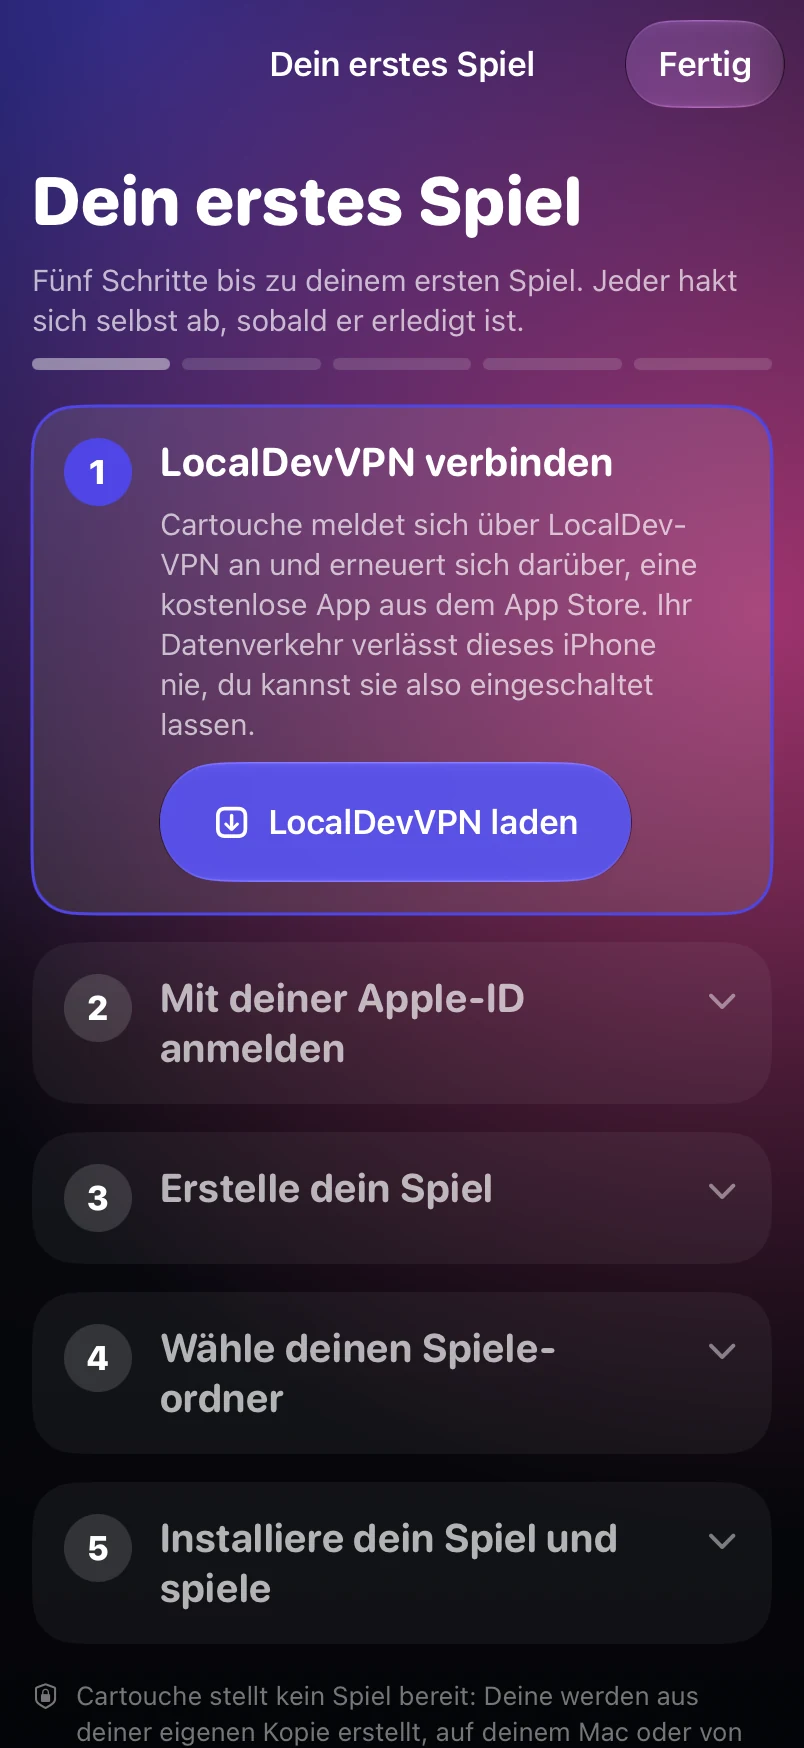 Dein erstes Spiel
Fertig
Dein erstes Spiel
Fünf Schritte bis zu deinem ersten Spiel. Jeder hakt
sich selbst ab, sobald er erledigt ist.
1
LocalDevVPN verbinden
Cartouche meldet sich über LocalDev-
VPN an und erneuert sich darüber, eine
kostenlose App aus dem App Store. Ihr
Datenverkehr verlässt dieses iPhone
nie, du kannst sie also eingeschaltet
lassen.
LocalDevVPN laden
2
Mit deiner Apple-ID
anmelden
3
Erstelle dein Spiel
4
Wähle deinen Spiele-
ordner
5
Installiere dein Spiel und
spiele
Cartouche stellt kein Spiel bereit: Deine werden aus
deiner eigenen Kopie erstellt, auf deinem Mac oder von